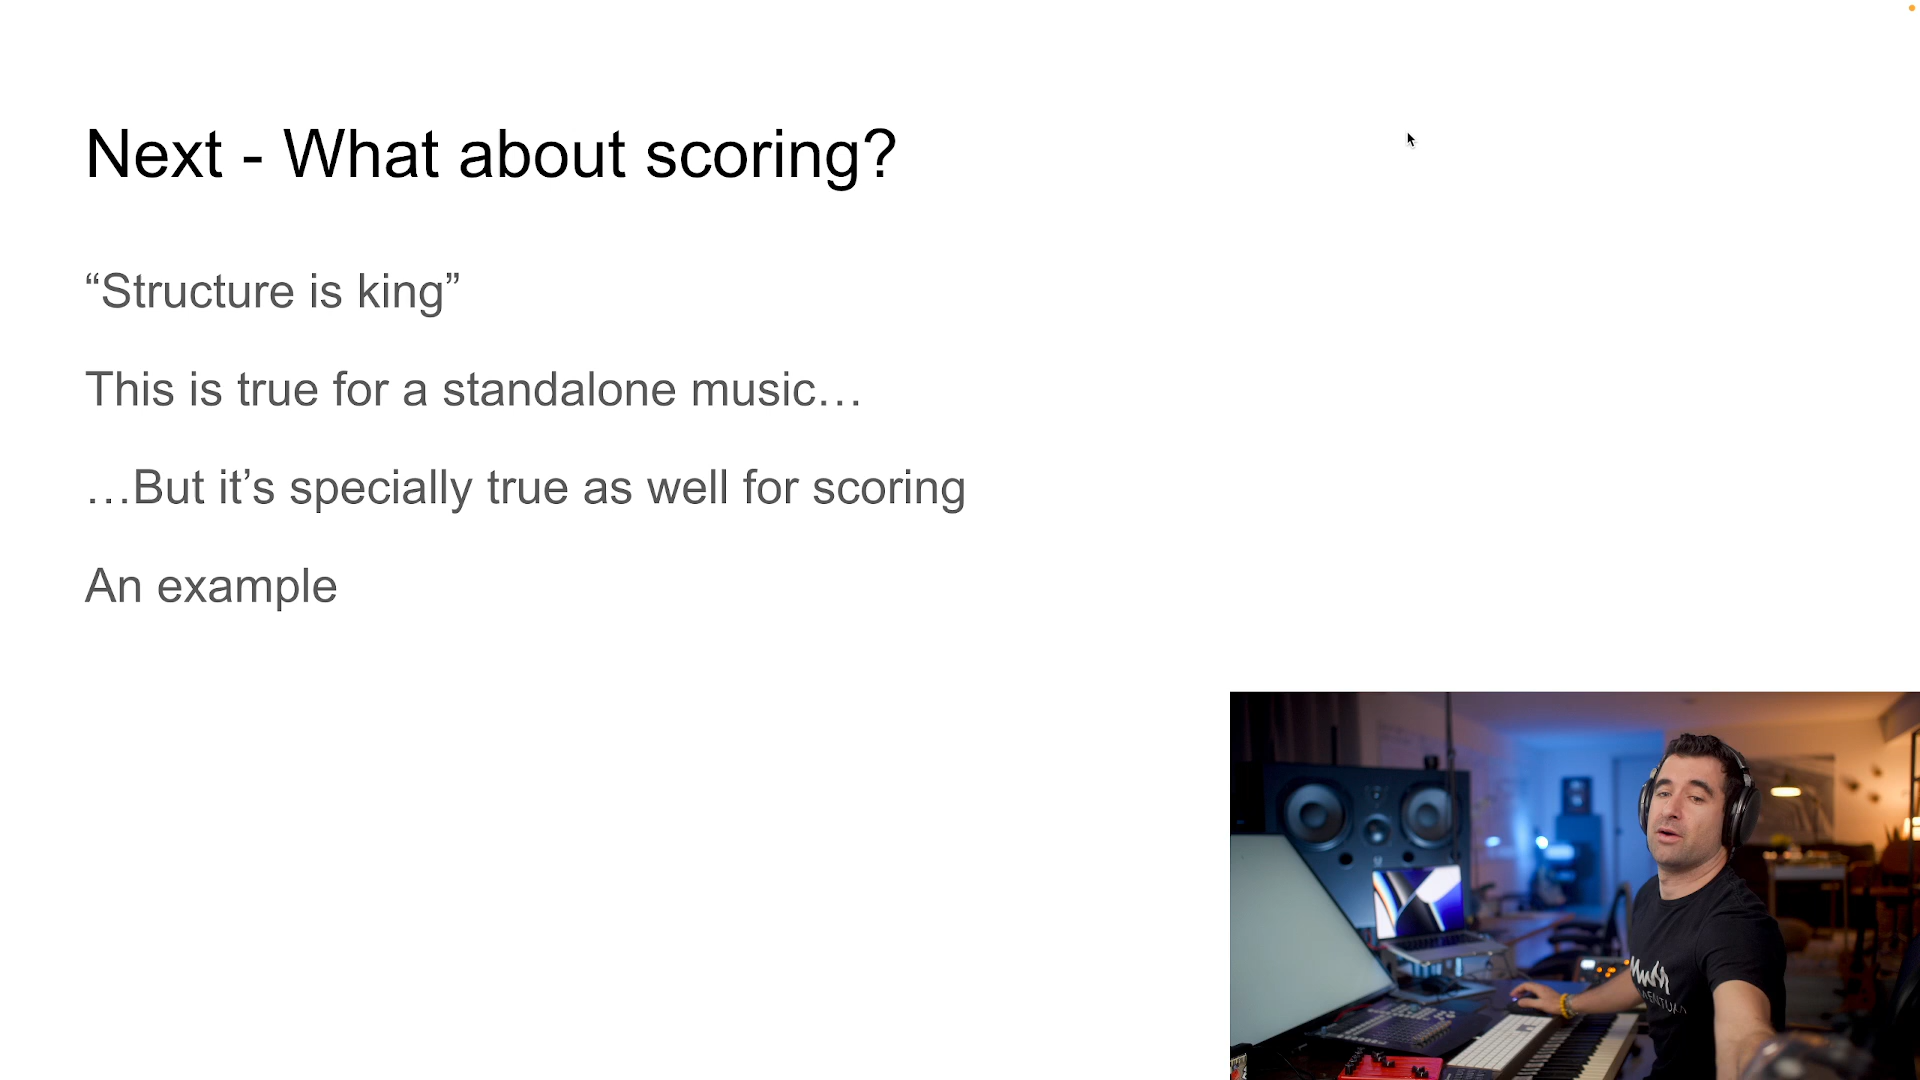 Next - What about scoring?
“Structure is king”
This is true for a standalone music…
…But it’s specially true as well for scoring
An example